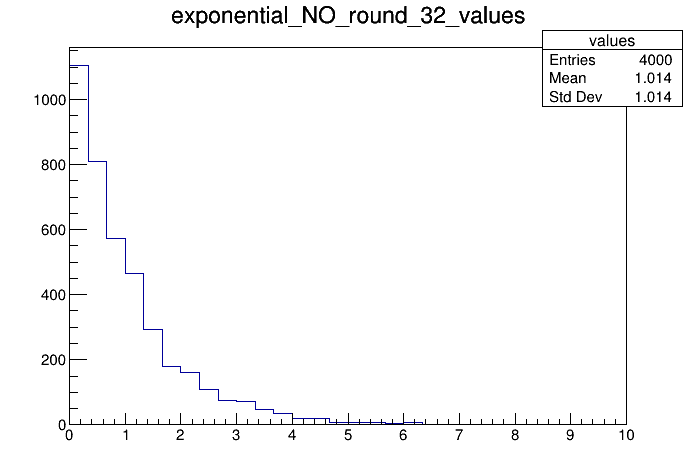 exponential_NO_round_32_values
values
Entries 4000
Mean 1.014
Std Dev 1.014
1000
800
600
400
200
0
0 1 2 3 4 5 6 7 8 9 10